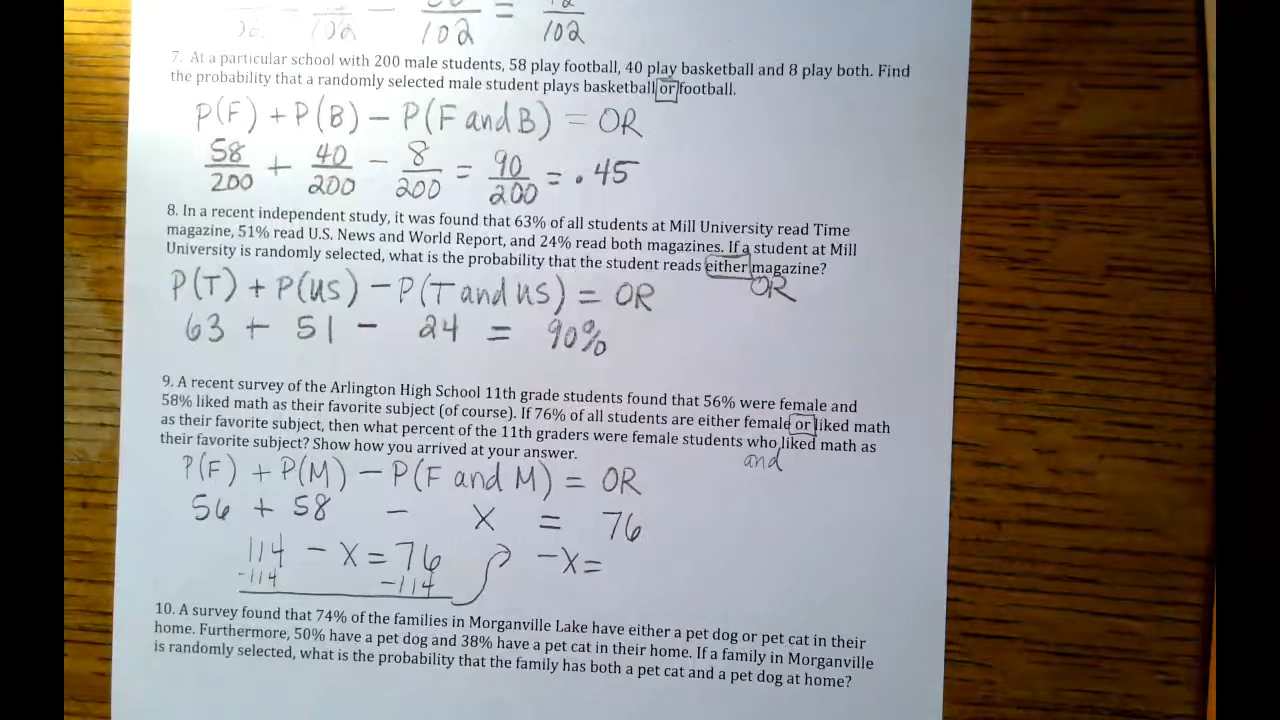 102 102 102 = 102
7. At a particular school with 200 male students, 58 play football, 40 play basketball and 8 play both. Find
the probability that a randomly selected male student plays basketball or football.
P(F) + P(B) - P(F and B) = OR
58/200 + 40/200 - 8/200 = 90/200 = .45
8. In a recent independent study, it was found that 63% of all students at Mill University read Time
magazine, 51% read U.S. News and World Report, and 24% read both magazines. If a student at Mill
University is randomly selected, what is the probability that the student reads either magazine?
OR
P(T) + P(US) - P(T and US) = OR
63 + 51 - 24 = 90%
9. A recent survey of the Arlington High School 11th grade students found that 56% were female and
58% liked math as their favorite subject (of course). If 76% of all students are either female or liked math
as their favorite subject, then what percent of the 11th graders were female students who liked math as
their favorite subject? Show how you arrived at your answer.
and
P(F) + P(M) - P(F and M) = OR
56 + 58 - X = 76
114 - X = 76 -X =
-114 -114
10. A survey found that 74% of the families in Morganville Lake have either a pet dog or pet cat in their
home. Furthermore, 50% have a pet dog and 38% have a pet cat in their home. If a family in Morganville
is randomly selected, what is the probability that the family has both a pet cat and a pet dog at home?